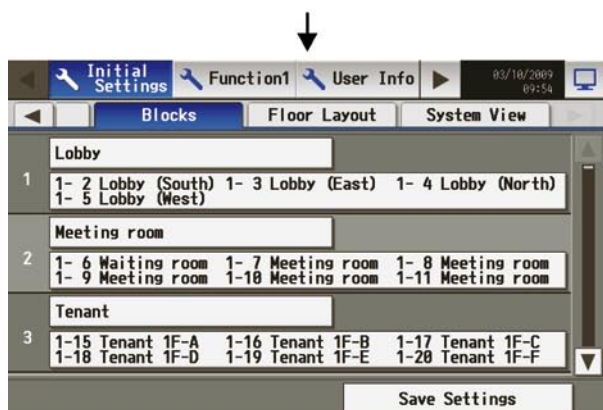 Initial Settings Function1 User Info 03/10/2009 09:54
Blocks Floor Layout System View
Lobby
1
1- 2 Lobby (South) 1- 3 Lobby (East) 1- 4 Lobby (North)
1- 5 Lobby (West)
Meeting room
2
1- 6 Waiting room 1- 7 Meeting room 1- 8 Meeting room
1- 9 Meeting room 1-10 Meeting room 1-11 Meeting room
Tenant
3
1-15 Tenant 1F-A 1-16 Tenant 1F-B 1-17 Tenant 1F-C
1-18 Tenant 1F-D 1-19 Tenant 1F-E 1-20 Tenant 1F-F
Save Settings